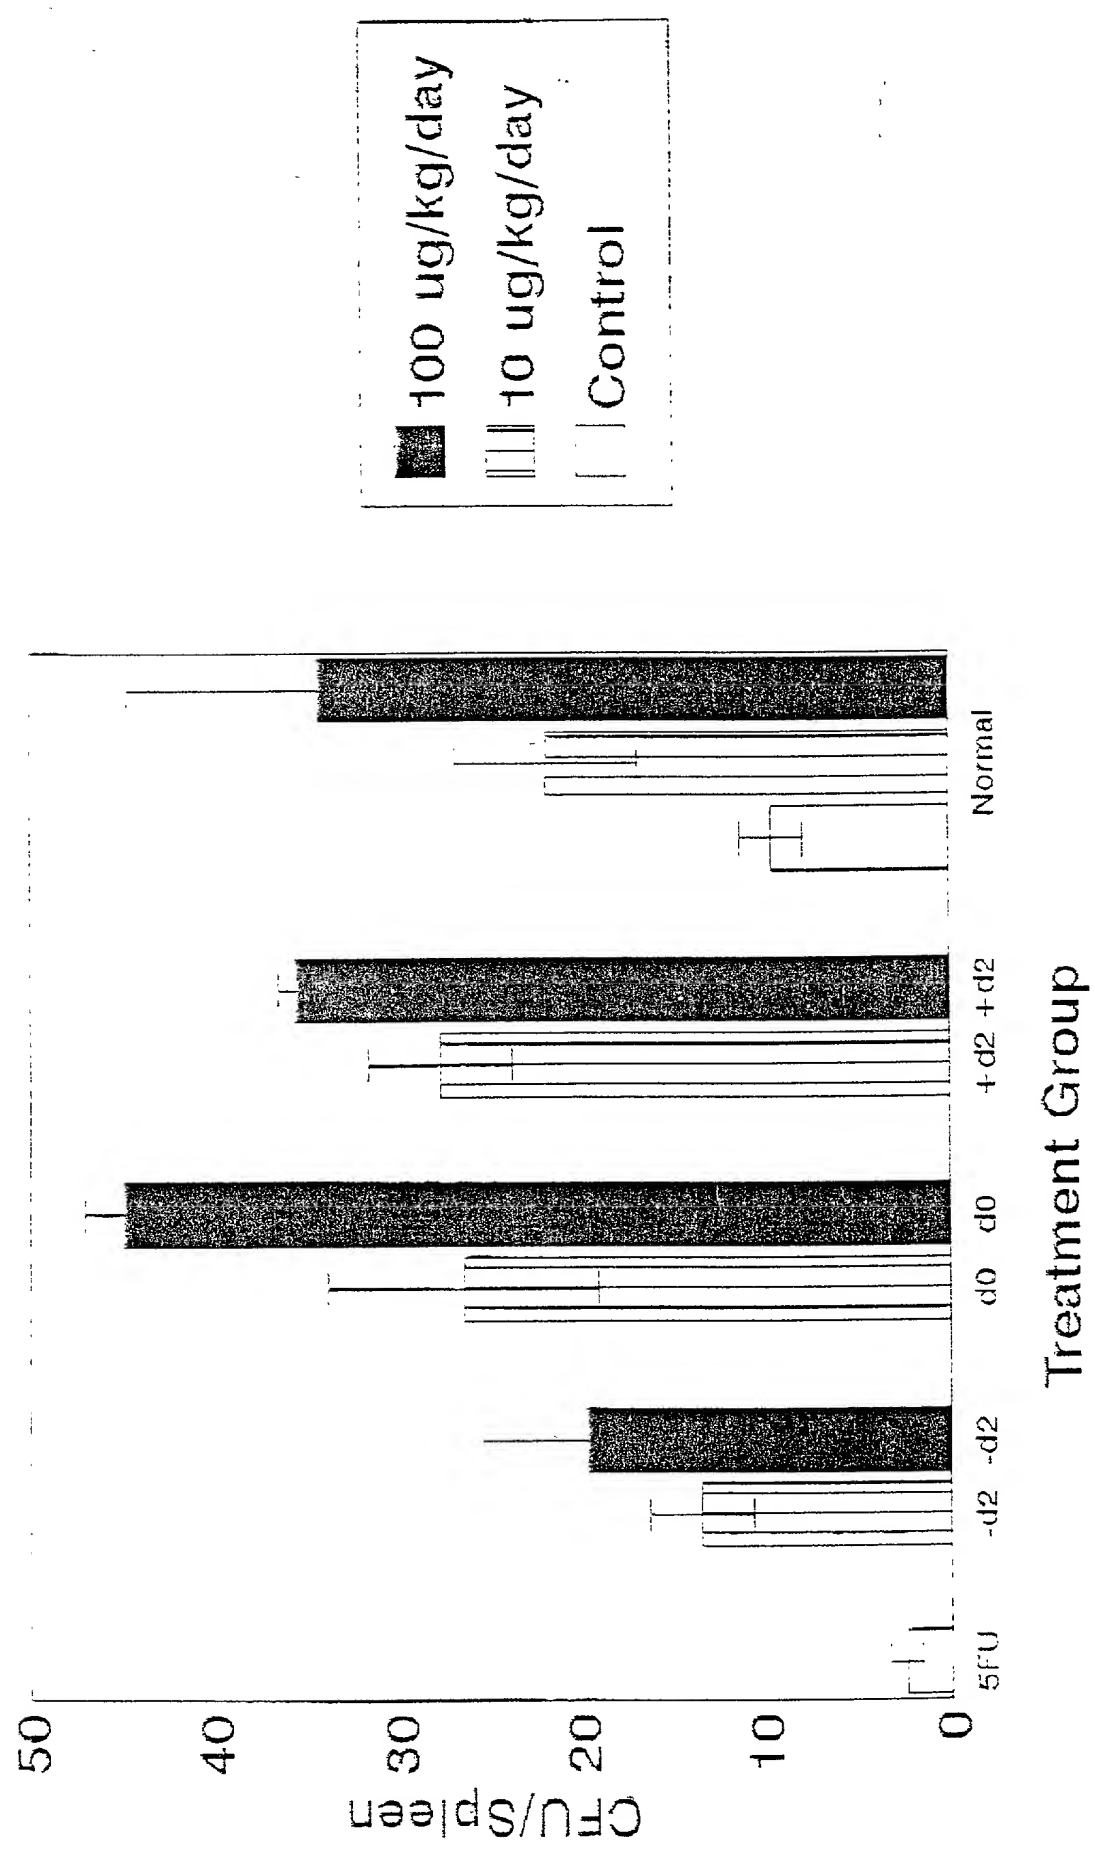 100 ug/kg/day
10 ug/kg/day
Control
CFU/Spleen
50
40
30
20
10
0
5FU
-d2
-d2
d0
d0
+d2
+d2
Normal
Treatment Group